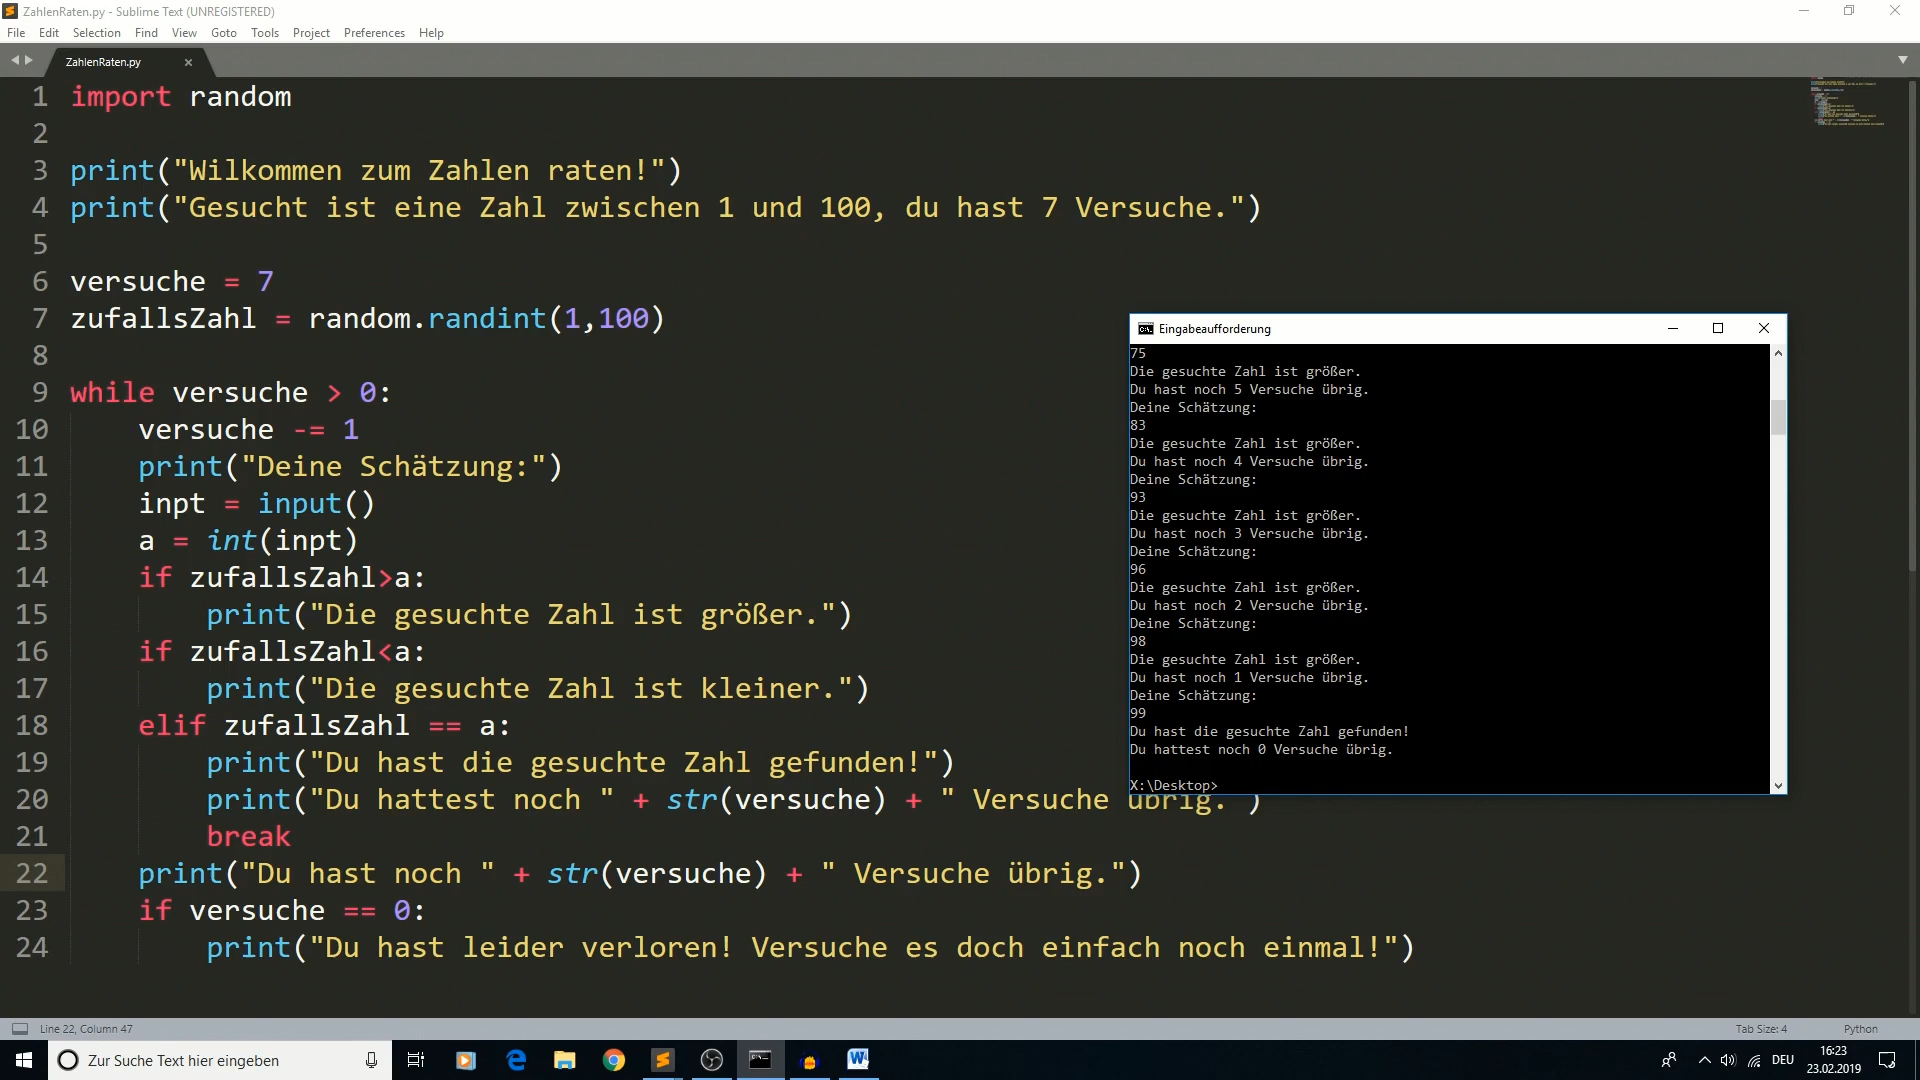 ZahlenRaten.py - Sublime Text (UNREGISTERED)
File Edit Selection Find View Goto Tools Project Preferences Help
ZahlenRaten.py
1 import random
2
3 print("Wilkommen zum Zahlen raten!")
4 print("Gesucht ist eine Zahl zwischen 1 und 100, du hast 7 Versuche.")
5
6 versuche = 7
7 zufallsZahl = random.randint(1,100)
8
9 while versuche > 0:
10 versuche -= 1
11 print("Deine Schätzung:")
12 inpt = input()
13 a = int(inpt)
14 if zufallsZahl>a:
15 print("Die gesuchte Zahl ist größer.")
16 if zufallsZahl<a:
17 print("Die gesuchte Zahl ist kleiner.")
18 elif zufallsZahl == a:
19 print("Du hast die gesuchte Zahl gefunden!")
20 print("Du hattest noch " + str(versuche) + " Versuche übrig.")
21 break
22 print("Du hast noch " + str(versuche) + " Versuche übrig.")
23 if versuche == 0:
24 print("Du hast leider verloren! Versuche es doch einfach noch einmal!")
Eingabeaufforderung
75
Die gesuchte Zahl ist größer.
Du hast noch 5 Versuche übrig.
Deine Schätzung:
83
Die gesuchte Zahl ist größer.
Du hast noch 4 Versuche übrig.
Deine Schätzung:
93
Die gesuchte Zahl ist größer.
Du hast noch 3 Versuche übrig.
Deine Schätzung:
96
Die gesuchte Zahl ist größer.
Du hast noch 2 Versuche übrig.
Deine Schätzung:
98
Die gesuchte Zahl ist größer.
Du hast noch 1 Versuche übrig.
Deine Schätzung:
99
Du hast die gesuchte Zahl gefunden!
Du hattest noch 0 Versuche übrig.
X:\Desktop>
Line 22, Column 47
Tab Size: 4
Python
Zur Suche Text hier eingeben
DEU
16:23
23.02.2019